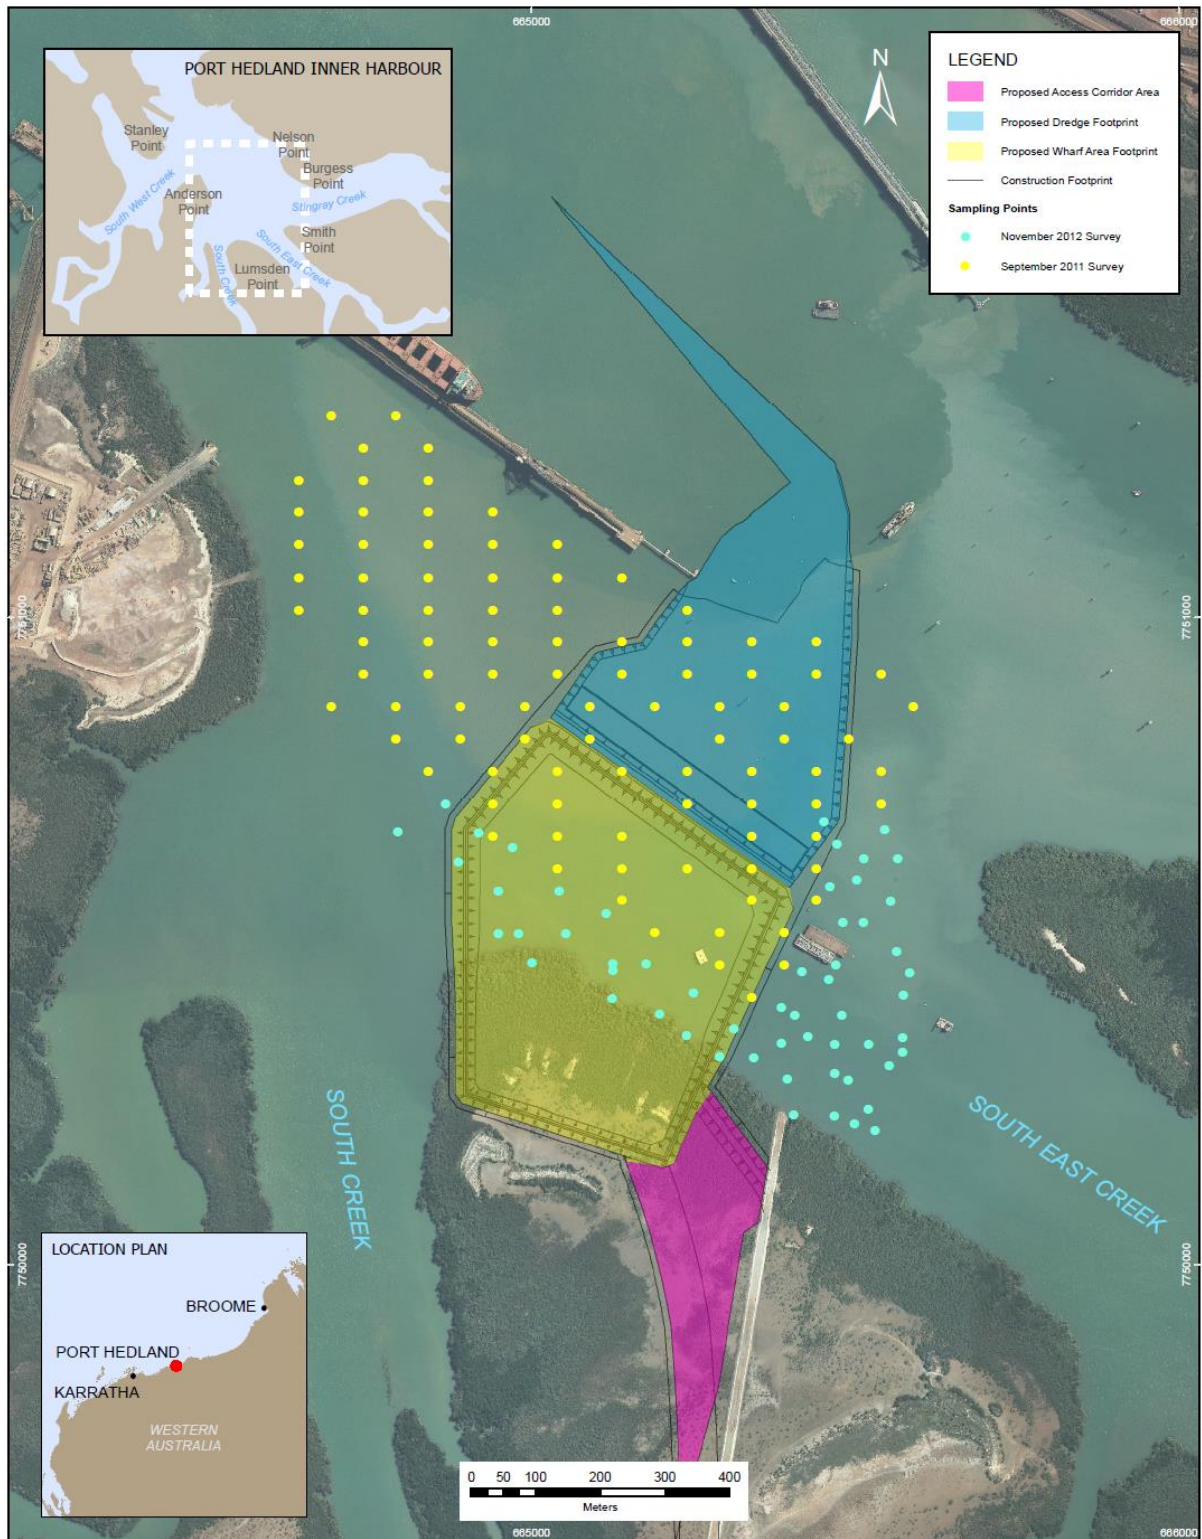 665000
666000
PORT HEDLAND INNER HARBOUR
Stanley
Point
Nelson
Point
Burgess
Point
Anderson
Point
South West Creek
Stingray Creek
Smith
Point
South East Creek
South Creek
Lumsden
Point
N
LEGEND
Proposed Access Corridor Area
Proposed Dredge Footprint
Proposed Wharf Area Footprint
Construction Footprint
Sampling Points
November 2012 Survey
September 2011 Survey
7751000
7751000
SOUTH CREEK
SOUTH EAST CREEK
7750000
7750000
LOCATION PLAN
BROOME
PORT HEDLAND
KARRATHA
WESTERN
AUSTRALIA
0 50 100 200 300 400
Meters
665000
666000